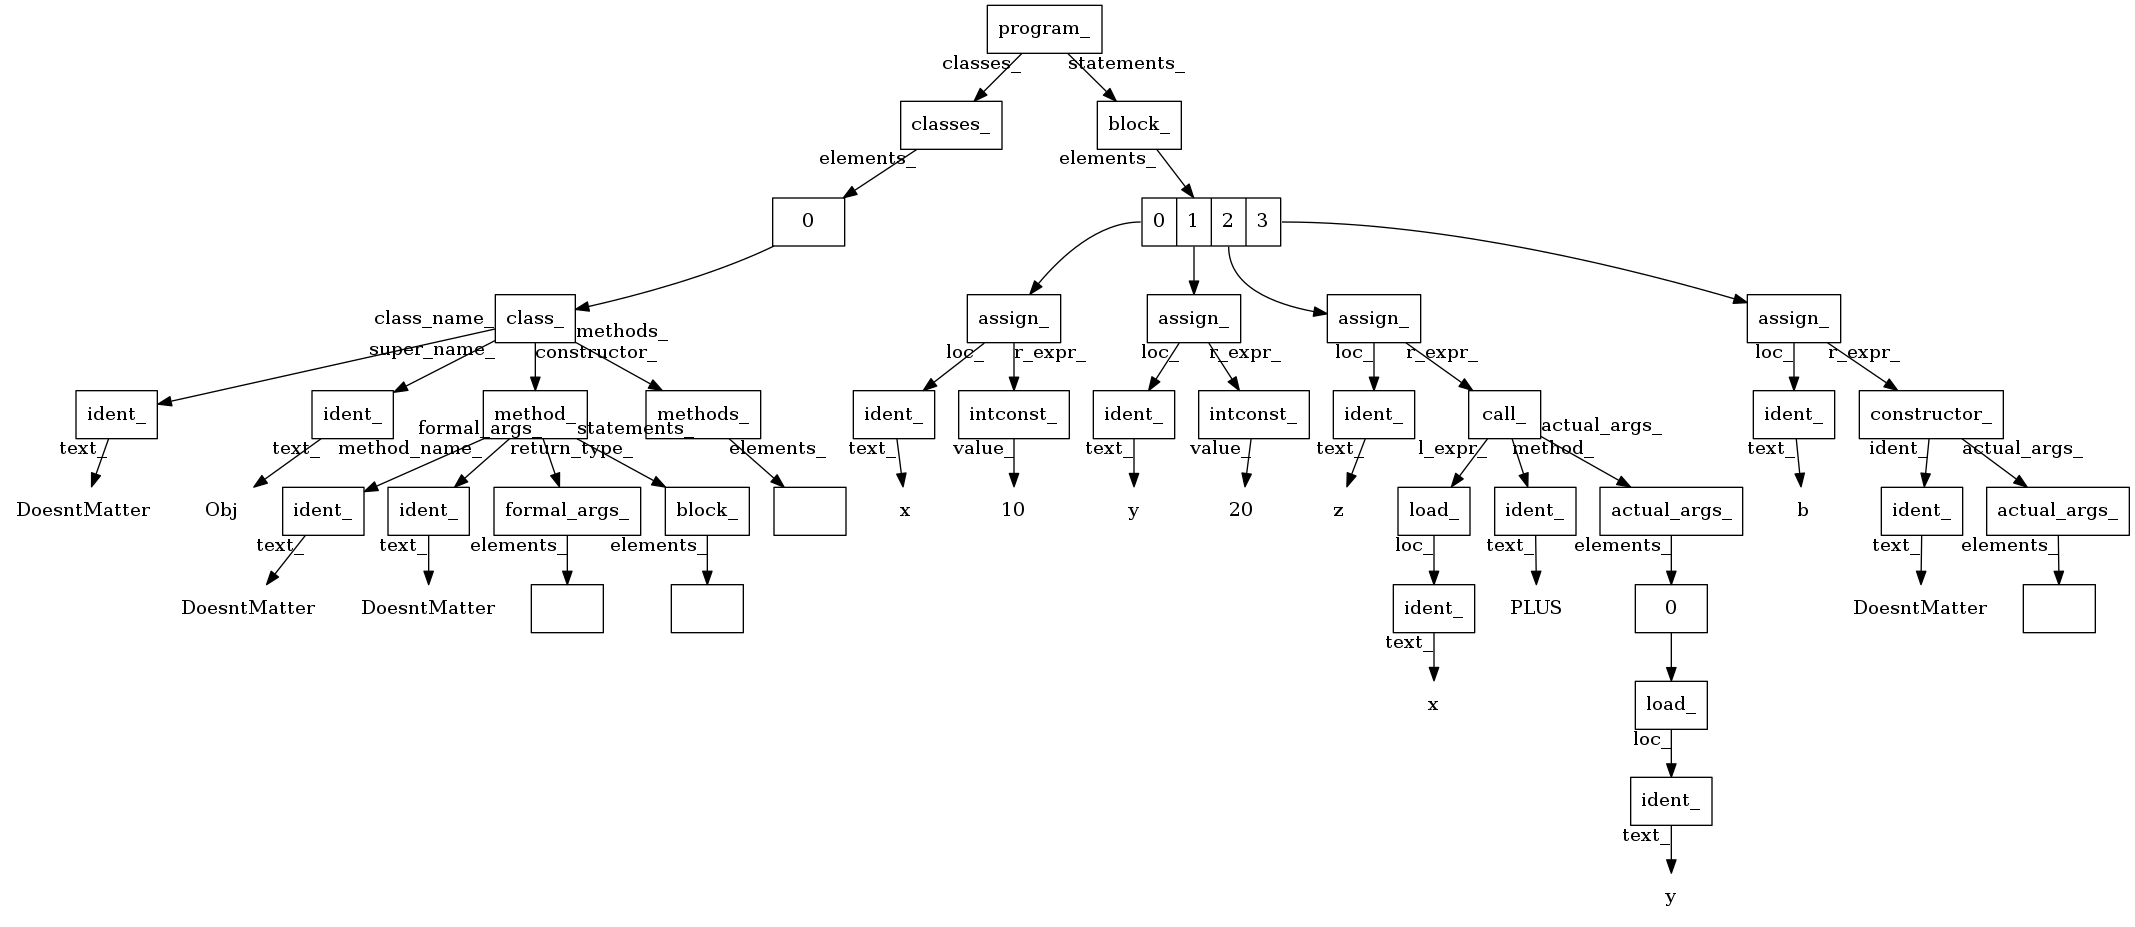 program_
classes_ statements_
classes_ block_
elements_ elements_
0 0 1 2 3
class_ assign_ assign_ assign_ assign_
class_name_ super_name_ constructor_ methods_ loc_ r_expr_ loc_ r_expr_ loc_ r_expr_ loc_ r_expr_
ident_ ident_ method_ methods_ ident_ intconst_ ident_ intconst_ ident_ call_ ident_ constructor_
text_ text_ method_name_ formal_args_ return_type_ statements_ elements_ text_ value_ text_ value_ text_ l_expr_ method_ actual_args_ text_ ident_ actual_args_
DoesntMatter Obj ident_ ident_ formal_args_ block_ x 10 y 20 z load_ ident_ actual_args_ b ident_ actual_args_
text_ text_ elements_ elements_ loc_ text_ elements_ text_ elements_
DoesntMatter DoesntMatter ident_ PLUS 0 DoesntMatter
text_
x load_
loc_
ident_
text_
y